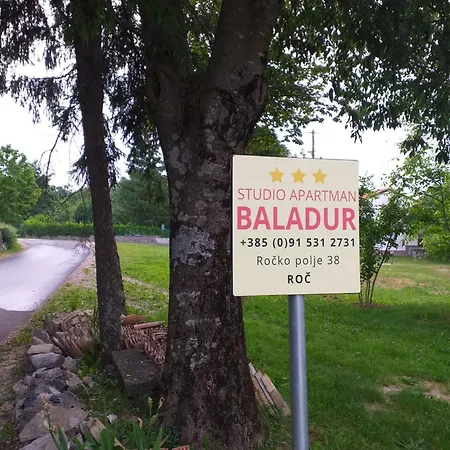 STUDIO APARTMAN
BALADUR
+385 (0)91 531 2731
Ročko polje 38
ROČ